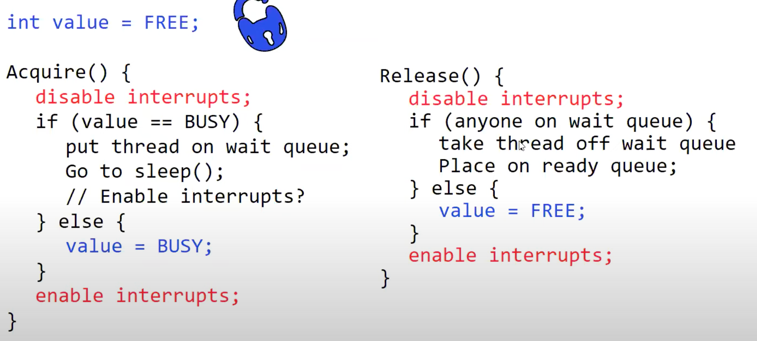 int value = FREE;
Acquire() {
disable interrupts;
if (value == BUSY) {
put thread on wait queue;
Go to sleep();
// Enable interrupts?
} else {
value = BUSY;
}
enable interrupts;
}
Release() {
disable interrupts;
if (anyone on wait queue) {
take thread off wait queue
Place on ready queue;
} else {
value = FREE;
}
enable interrupts;
}